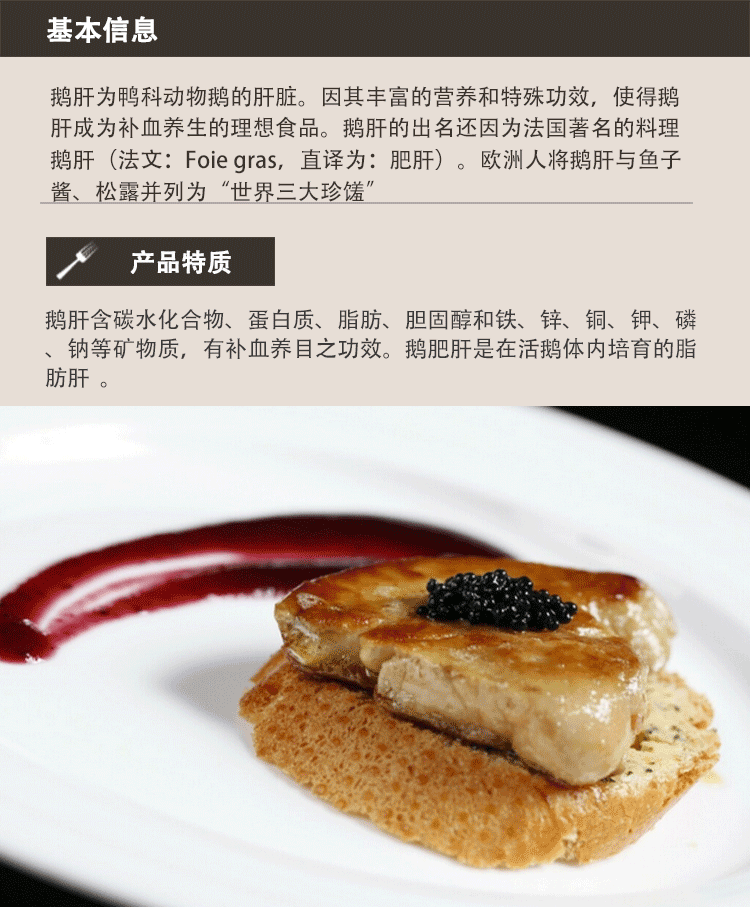 基本信息
鹅肝为鸭科动物鹅的肝脏。因其丰富的营养和特殊功效，使得鹅
肝成为补血养生的理想食品。鹅肝的出名还因为法国著名的料理
鹅肝（法文：Foie gras，直译为：肥肝）。欧洲人将鹅肝与鱼子
酱、松露并列为“世界三大珍馐”
产品特质
鹅肝含碳水化合物、蛋白质、脂肪、胆固醇和铁、锌、铜、钾、磷
、钠等矿物质，有补血养目之功效。鹅肥肝是在活鹅体内培育的脂
肪肝 。